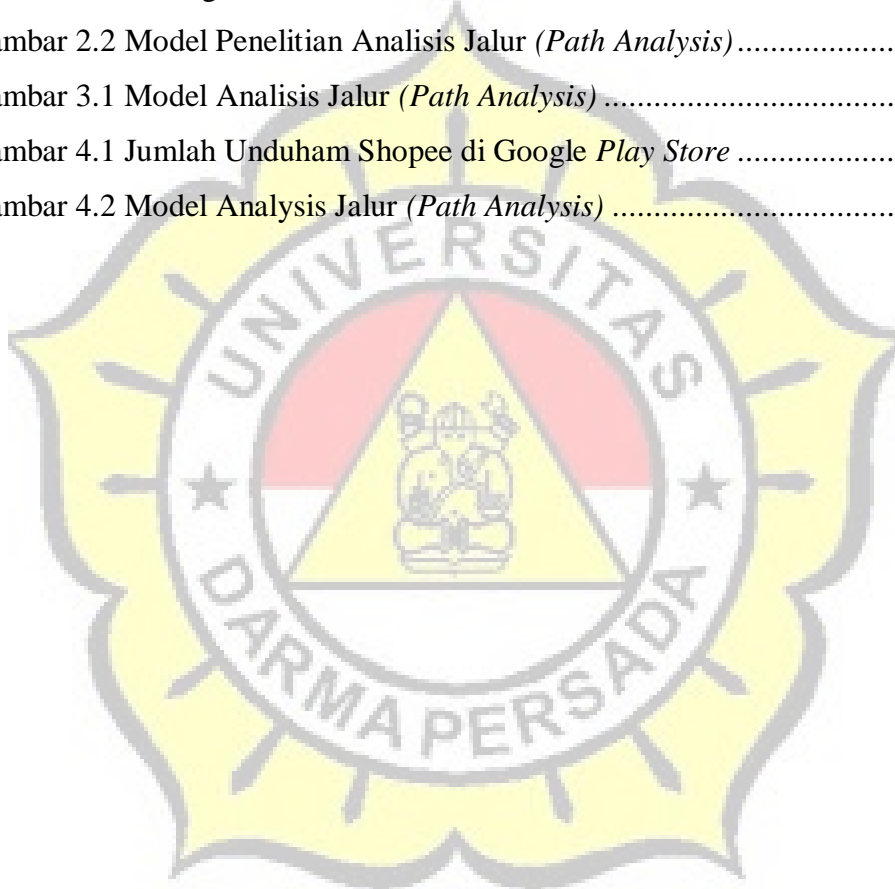 ambar 2.2 Model Penelitian Analisis Jalur (Path Analysis)....................
ambar 3.1 Model Analisis Jalur (Path Analysis) ....................................
ambar 4.1 Jumlah Unduham Shopee di Google Play Store ...................
ambar 4.2 Model Analysis Jalur (Path Analysis) ...................................
UNIVERSITAS
DARMA PERSADA